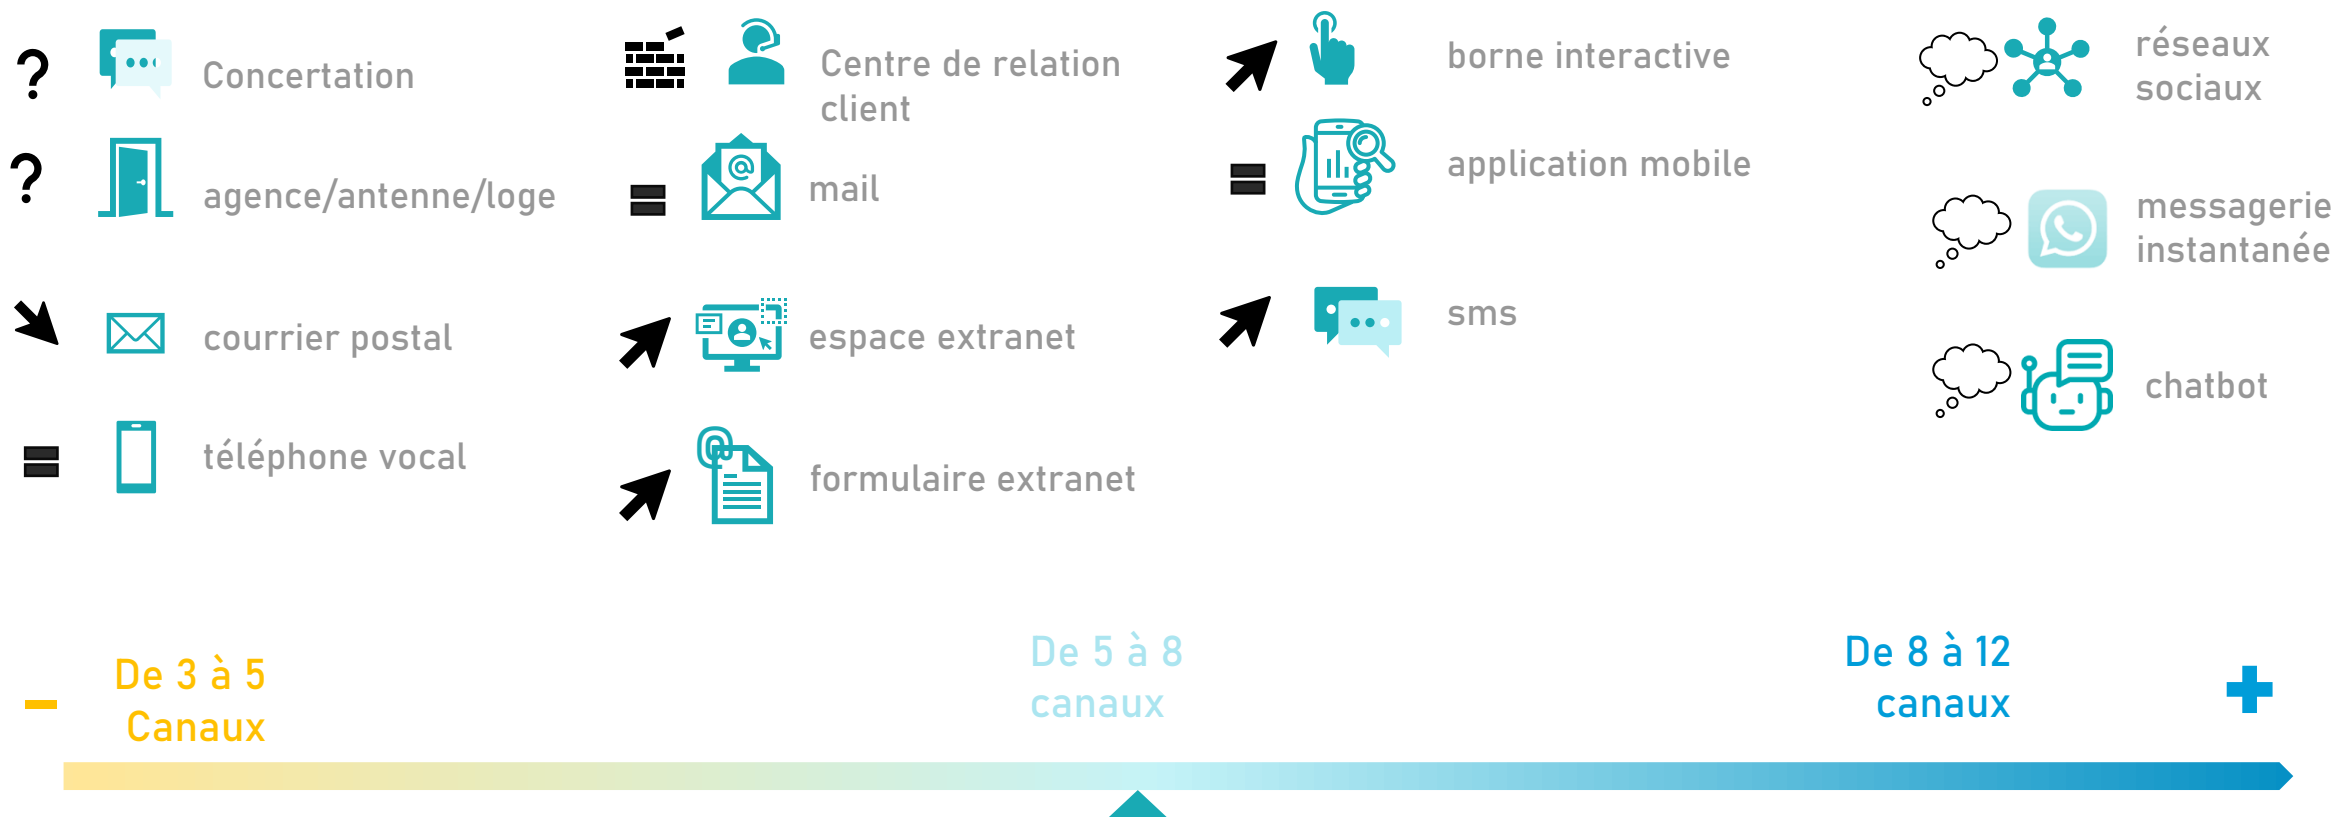 ?
Concertation
?
agence/antenne/loge
courrier postal
=
téléphone vocal
Centre de relation
client
=
mail
espace extranet
formulaire extranet
borne interactive
=
application mobile
sms
réseaux
sociaux
messagerie
instantanée
chatbot
De 3 à 5
Canaux
De 5 à 8
canaux
De 8 à 12
canaux